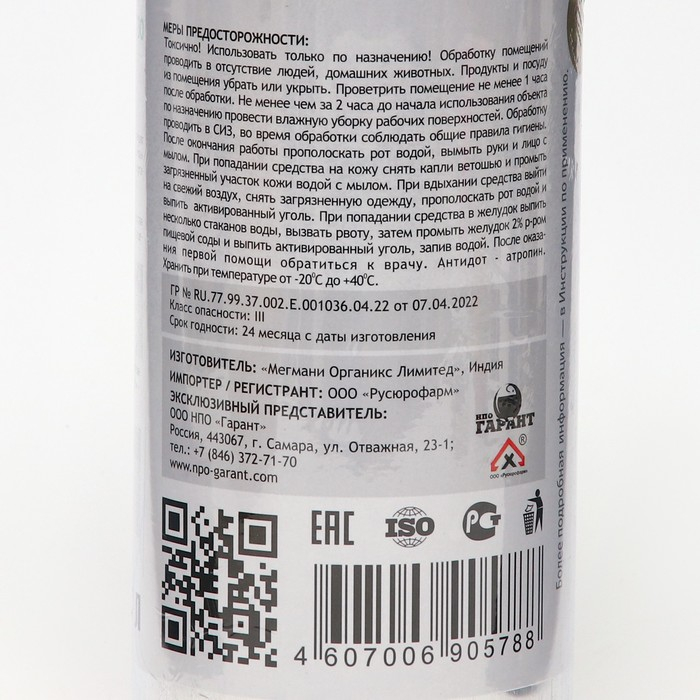 МЕРЫ ПРЕДОСТОРОЖНОСТИ:
Токсично! Использовать только по назначению! Обработку помещений
проводить в отсутствие людей, домашних животных. Продукты и посуду
из помещения убрать или укрыть. Проветрить помещение не менее 1 часа
после обработки. Не менее чем за 2 часа до начала использования объекта
по назначению провести влажную уборку рабочих поверхностей. Обработку
проводить в СИЗ, во время обработки соблюдать общие правила гигиены.
После окончания работы прополоскать рот водой, вымыть руки и лицо с
мылом. При попадании средства на кожу снять капли ветошью и промыть
загрязненный участок кожи водой с мылом. При вдыхании средства выйти
на свежий воздух, снять загрязненную одежду, прополоскать рот водой и
выпить активированный уголь. При попадании средства в желудок выпить
несколько стаканов воды, вызвать рвоту, затем промыть желудок 2% р-ром
пищевой соды и выпить активированный уголь, запив водой. После оказа-
ния первой помощи обратиться к врачу. Антидот - атропин.
Хранить при температуре от -20°С до +40°С.
ГР № RU.77.99.37.002.Е.001036.04.22 от 07.04.2022
Класс опасности: III
Срок годности: 24 месяца с даты изготовления
ИЗГОТОВИТЕЛЬ: «Мегмани Органикс Лимитед», Индия
ИМПОРТЕР / РЕГИСТРАНТ: ООО «Русюрофарм»
ЭКСКЛЮЗИВНЫЙ ПРЕДСТАВИТЕЛЬ:
ООО НПО «Гарант»
Россия, 443067, г. Самара, ул. Отважная, 23-1;
тел.: +7 (846) 372-71-70
www.npo-garant.com
НПО
ГАРАНТ
®
ООО «Русюрофарм»
EAC
ISO
РСТ
4 607006 905788
Более подробная информация — в Инструкции по применению.